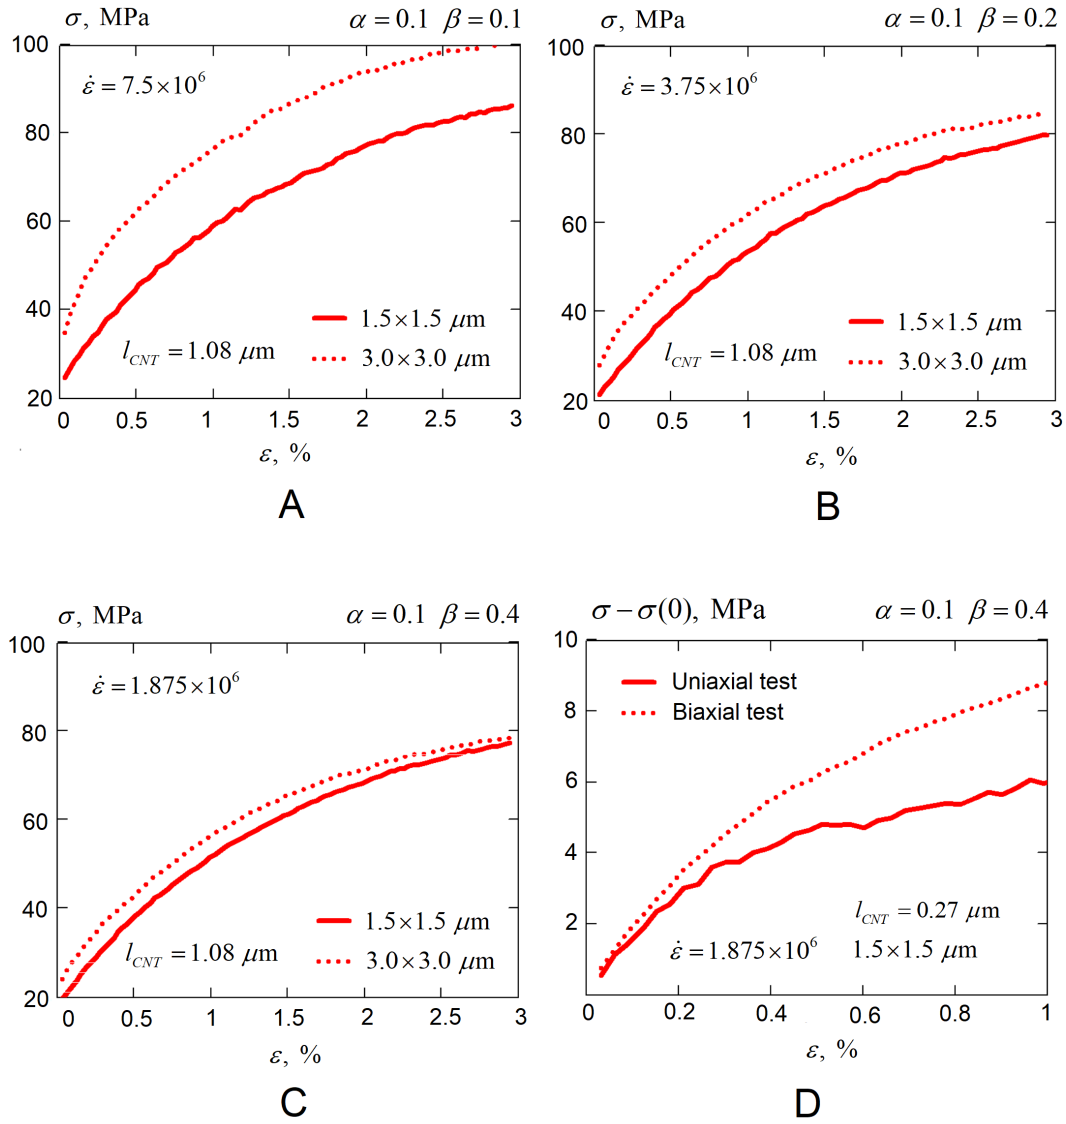 σ, MPa
α = 0.1 β = 0.1
100
80
60
40
20
ε̇ = 7.5×10⁶
1.5×1.5 μm
l_CNT = 1.08 μm
3.0×3.0 μm
0 0.5 1 1.5 2 2.5 3
ε, %
A
σ, MPa
α = 0.1 β = 0.2
100
80
60
40
20
ε̇ = 3.75×10⁶
1.5×1.5 μm
l_CNT = 1.08 μm
3.0×3.0 μm
0 0.5 1 1.5 2 2.5 3
ε, %
B
σ, MPa
α = 0.1 β = 0.4
100
80
60
40
20
ε̇ = 1.875×10⁶
1.5×1.5 μm
l_CNT = 1.08 μm
3.0×3.0 μm
0 0.5 1 1.5 2 2.5 3
ε, %
C
σ − σ(0), MPa
α = 0.1 β = 0.4
10
8
6
4
2
Uniaxial test
Biaxial test
l_CNT = 0.27 μm
ε̇ = 1.875×10⁶ 1.5×1.5 μm
0 0.2 0.4 0.6 0.8 1
ε, %
D